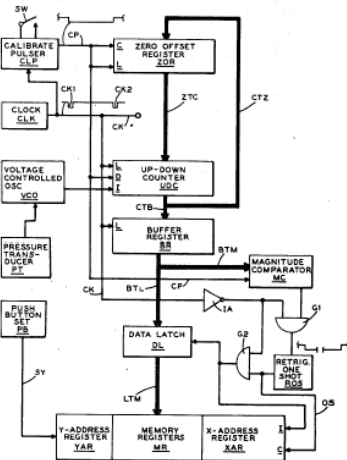 SW
CALIBRATE
PULSER
CLP
CP
C
L
ZERO OFFSET
REGISTER
ZOR
CK1
CK2
CLOCK
CLK
CK
ZTC
CTZ
VOLTAGE
CONTROLLED
OSC
VCO
L
D
I
UP-DOWN
COUNTER
UDC
CTB
L
BUFFER
REGISTER
BR
PRESSURE
TRANS-
DUCER
PT
BTM
MAGNITUDE
COMPARATOR
MC
BTL
CP
CK
IA
G1
PUSH
BUTTON
SET
PB
DATA LATCH
DL
G2
RETRIG.
ONE
SHOT
ROS
SY
LTM
OS
Y-ADDRESS
REGISTER
YAR
MEMORY
REGISTERS
MR
X-ADDRESS
REGISTER
XAR
I
C